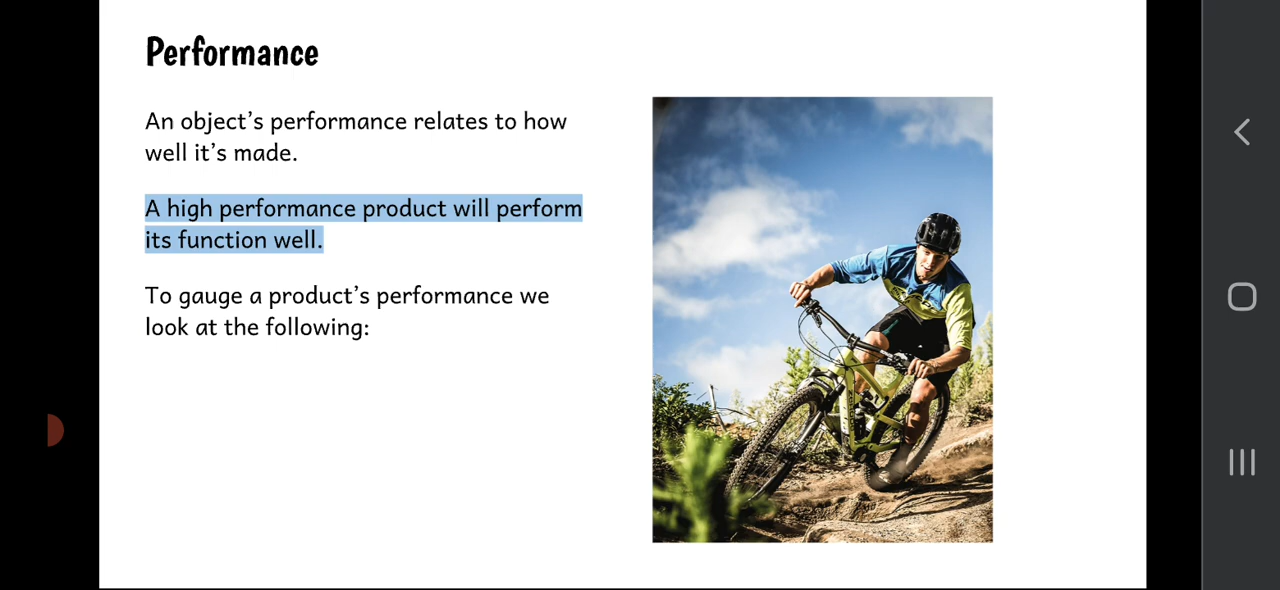 Performance
An object's performance relates to how
well it's made.
A high performance product will perform
its function well.
To gauge a product's performance we
look at the following: